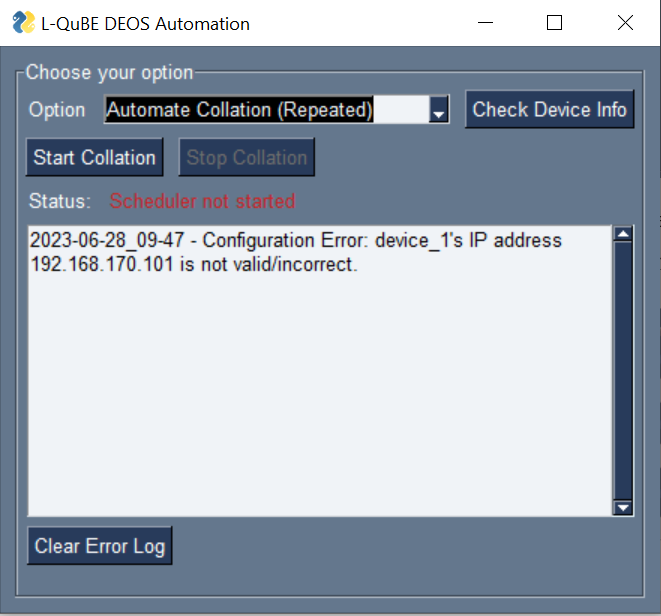 L-QuBE DEOS Automation
Choose your option
Option Automate Collation (Repeated) Check Device Info
Start Collation Stop Collation
Status: Scheduler not started
2023-06-28_09-47 - Configuration Error: device_1's IP address
192.168.170.101 is not valid/incorrect.
Clear Error Log